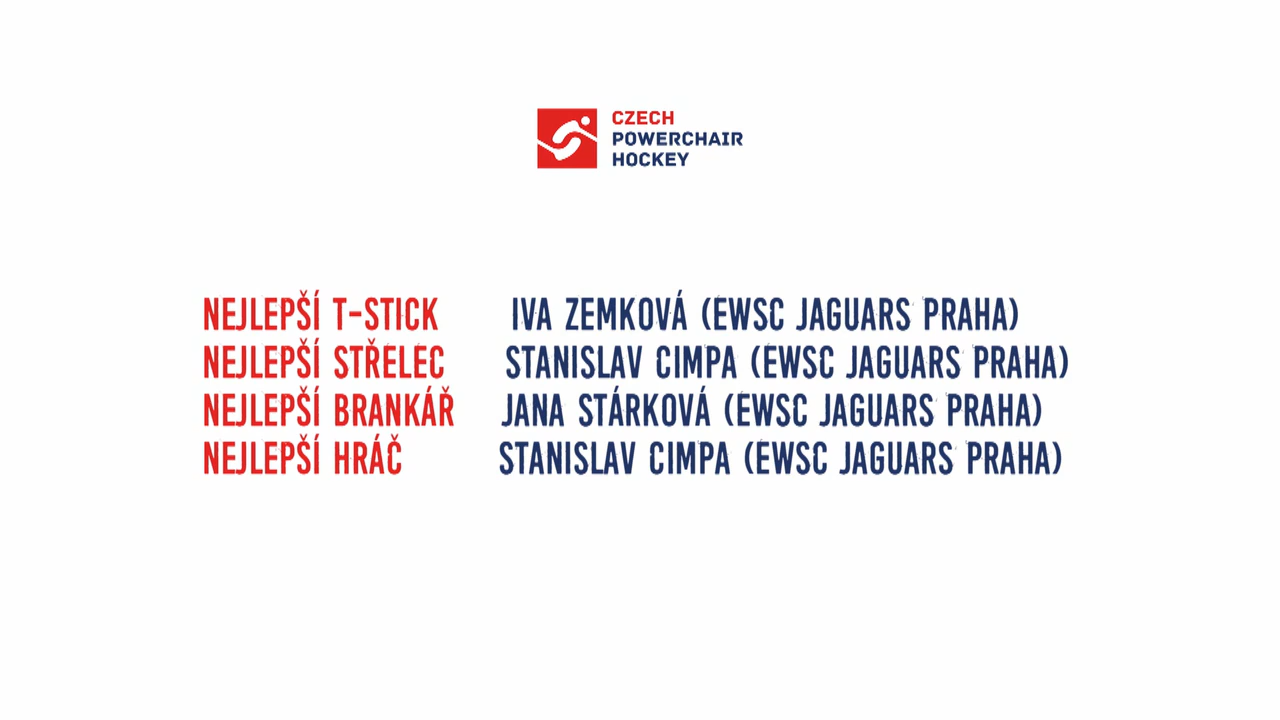 CZECH
POWERCHAIR
HOCKEY
NEJLEPŠÍ T-STICK IVA ZEMKOVÁ (EWSC JAGUARS PRAHA)
NEJLEPŠÍ STŘELEC STANISLAV CIMPA (EWSC JAGUARS PRAHA)
NEJLEPŠÍ BRANKÁŘ JANA STÁRKOVÁ (EWSC JAGUARS PRAHA)
NEJLEPŠÍ HRÁČ STANISLAV CIMPA (EWSC JAGUARS PRAHA)